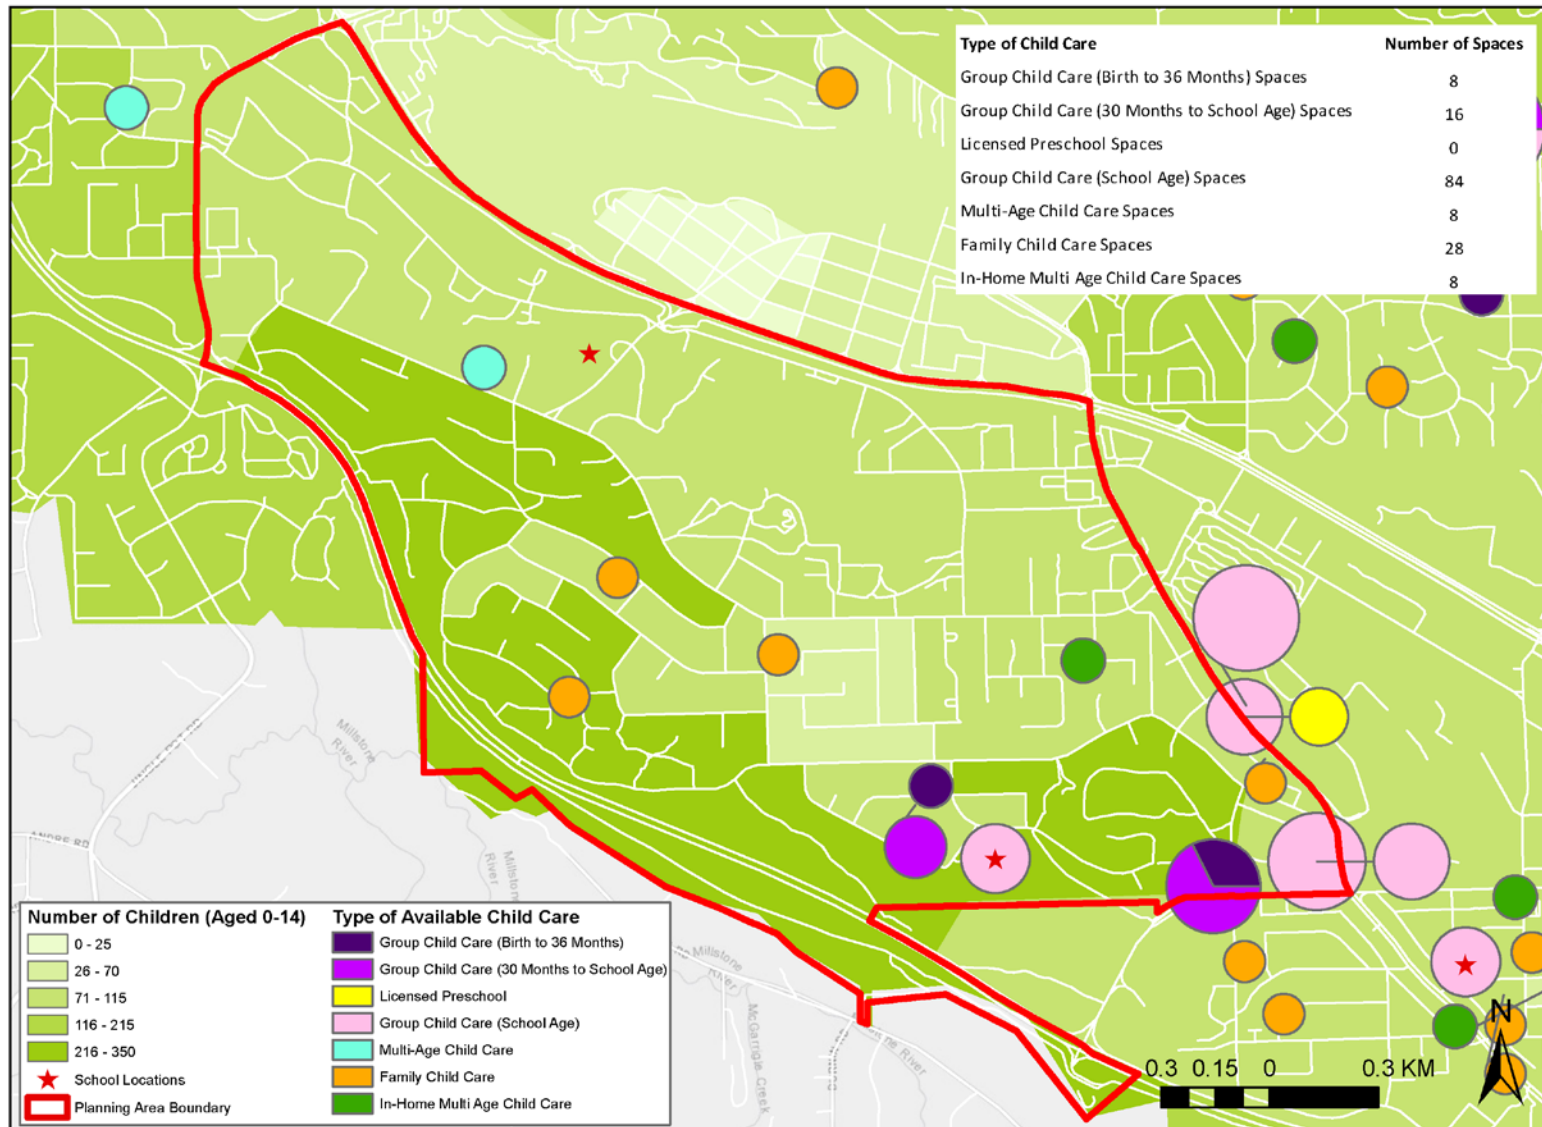 Type of Child Care Number of Spaces
Group Child Care (Birth to 36 Months) Spaces 8
Group Child Care (30 Months to School Age) Spaces 16
Licensed Preschool Spaces 0
Group Child Care (School Age) Spaces 84
Multi-Age Child Care Spaces 8
Family Child Care Spaces 28
In-Home Multi Age Child Care Spaces 8
Millstone
River
Millstone
River
Millstone
River
River
McGarrigle Creek
Number of Children (Aged 0-14)
0 - 25
26 - 70
71 - 115
116 - 215
216 - 350
School Locations
Planning Area Boundary
Type of Available Child Care
Group Child Care (Birth to 36 Months)
Group Child Care (30 Months to School Age)
Licensed Preschool
Group Child Care (School Age)
Multi-Age Child Care
Family Child Care
In-Home Multi Age Child Care
N
0.3 0.15 0 0.3 KM